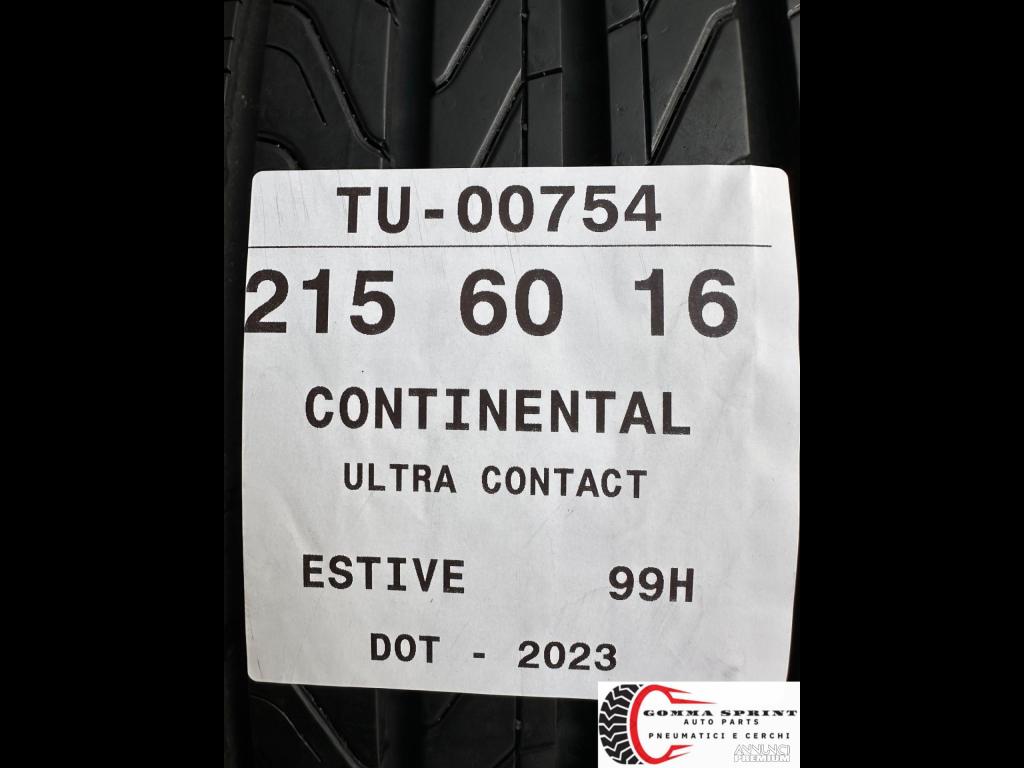 TU-00754
215 60 16
CONTINENTAL
ULTRA CONTACT
ESTIVE 99H
DOT - 2023
GOMMA SPRINT
AUTO PARTS
PNEUMATICI E CERCHI
ANNUNCI
PREMIUM